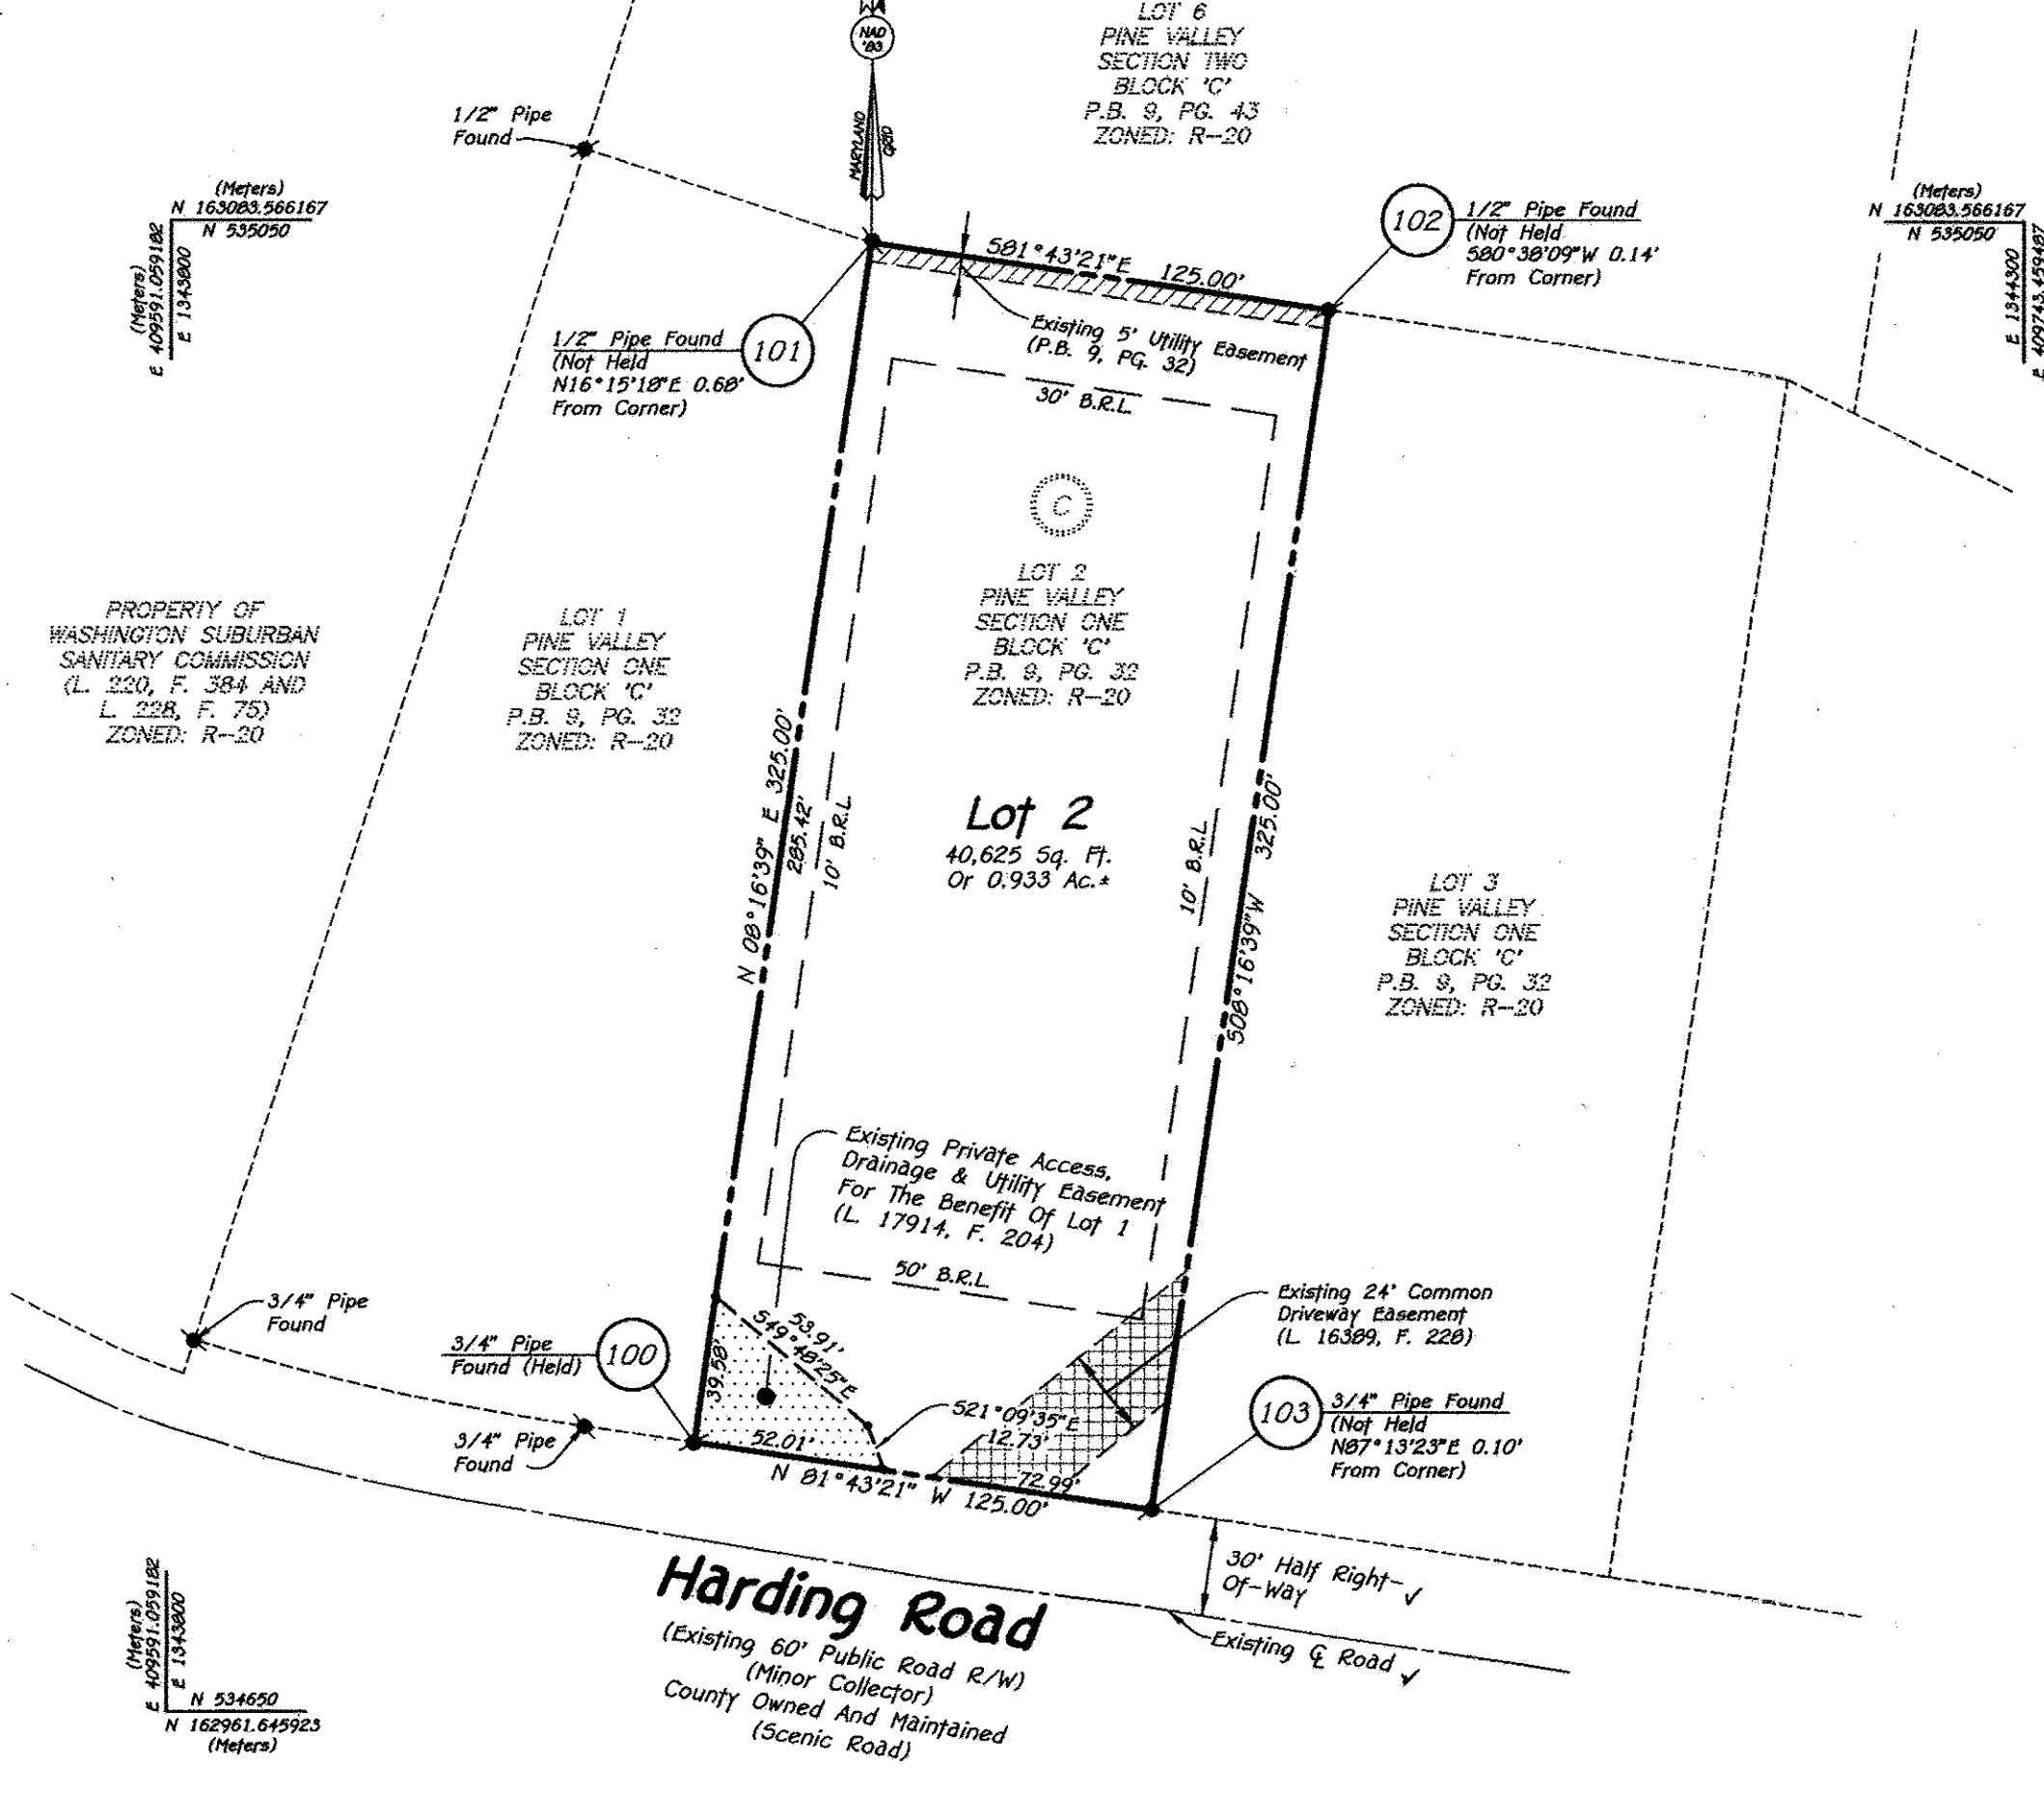 LOT 6
PINE VALLEY
SECTION TWO
BLOCK 'C'
P.B. 9, PG. 43
ZONED: R-20
NAD
'83
MARYLAND
GRID
1/2" Pipe
Found
(Meters)
N 163083.566167
N 535050
(Meters)
E 409591.059182
E 1343800
(Meters)
N 163083.566167
N 535050
E 1344300
E 409743.459487
102
1/2" Pipe Found
(Not Held
S80°38'09"W 0.14'
From Corner)
S81°43'21"E 125.00'
101
1/2" Pipe Found
(Not Held
N16°15'18"E 0.68'
From Corner)
Existing 5' Utility Easement
(P.B. 9, PG. 32)
30' B.R.L.
C
LOT 2
PINE VALLEY
SECTION ONE
BLOCK 'C'
P.B. 9, PG. 32
ZONED: R-20
PROPERTY OF
WASHINGTON SUBURBAN
SANITARY COMMISSION
(L. 220, F. 384 AND
L. 228, F. 75)
ZONED: R-20
LOT 1
PINE VALLEY
SECTION ONE
BLOCK 'C'
P.B. 9, PG. 32
ZONED: R-20
N 08°16'39" E 325.00'
285.42'
10' B.R.L.
Lot 2
40,625 Sq. Ft.
Or 0.933 Ac.±
10' B.R.L.
S08°16'39"W 325.00'
LOT 3
PINE VALLEY
SECTION ONE
BLOCK 'C'
P.B. 9, PG. 32
ZONED: R-20
Existing Private Access,
Drainage & Utility Easement
For The Benefit Of Lot 1
(L. 17914, F. 204)
50' B.R.L.
3/4" Pipe
Found
3/4" Pipe
Found (Held)
100
39.58'
53.91'
S49°48'25"E
S21°09'35"E
12.73'
52.01'
72.99'
N 81°43'21" W 125.00'
Existing 24' Common
Driveway Easement
(L. 16389, F. 228)
103
3/4" Pipe Found
(Not Held
N87°13'23"E 0.10'
From Corner)
3/4" Pipe
Found
30' Half Right-
Of-Way
Existing ℄ Road
Harding Road
(Existing 60' Public Road R/W)
(Minor Collector)
County Owned And Maintained
(Scenic Road)
(Meters)
E 409591.059182
E 1343800
N 534650
N 162961.645923
(Meters)